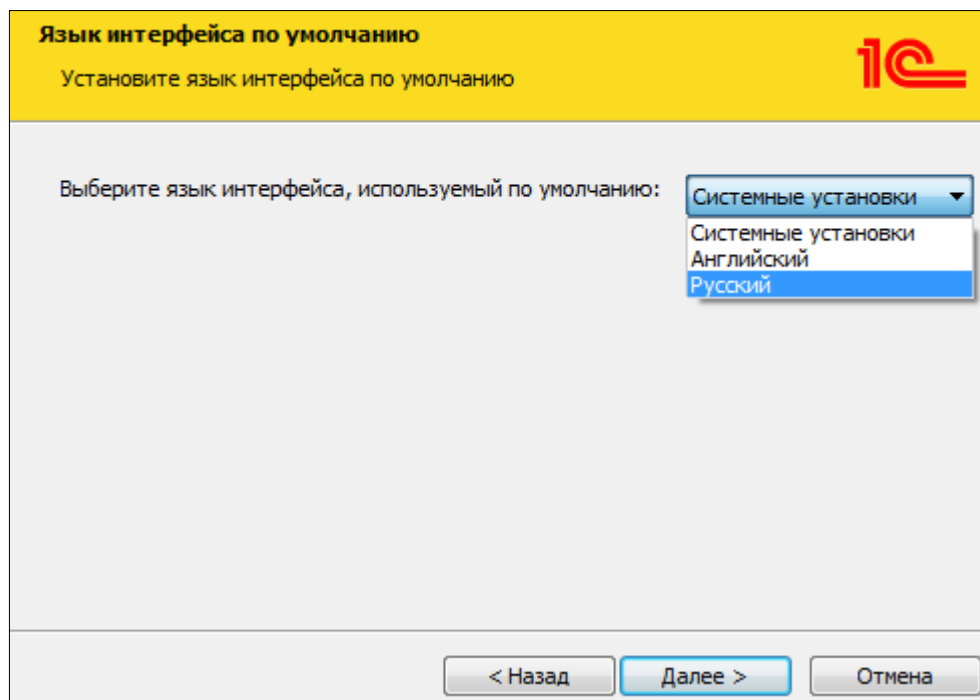 Язык интерфейса по умолчанию
Установите язык интерфейса по умолчанию
1С
Выберите язык интерфейса, используемый по умолчанию:
Системные установки
Системные установки
Английский
Русский
< Назад
Далее >
Отмена